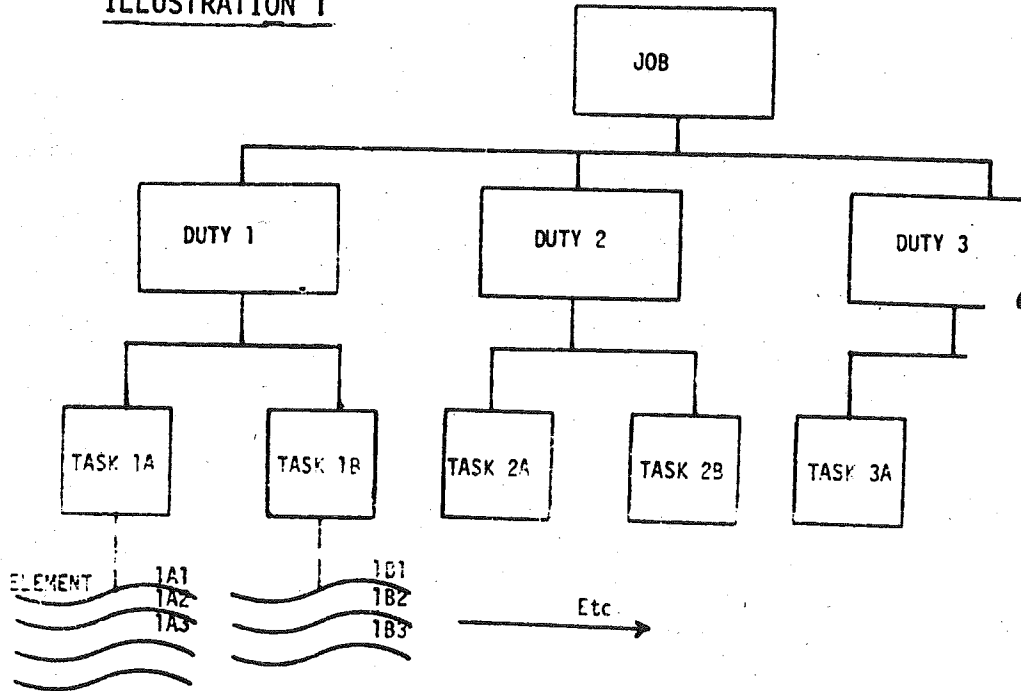 ILLUSTRATION 1
JOB
DUTY 1
DUTY 2
DUTY 3
TASK 1A
TASK 1B
TASK 2A
TASK 2B
TASK 3A
ELEMENT 1A1
1A2
1A3
1B1
1B2
1B3
Etc